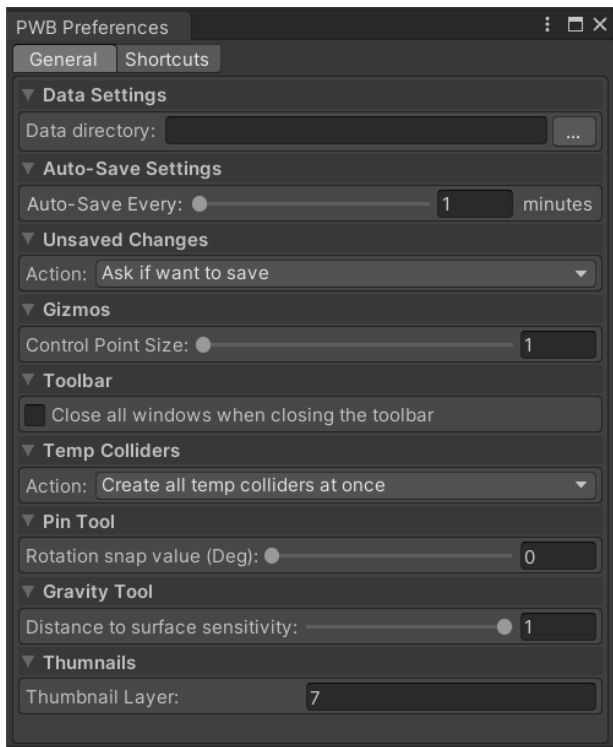 PWB Preferences
General Shortcuts
Data Settings
Data directory: ...
Auto-Save Settings
Auto-Save Every: 1 minutes
Unsaved Changes
Action: Ask if want to save
Gizmos
Control Point Size: 1
Toolbar
Close all windows when closing the toolbar
Temp Colliders
Action: Create all temp colliders at once
Pin Tool
Rotation snap value (Deg): 0
Gravity Tool
Distance to surface sensitivity: 1
Thumnails
Thumbnail Layer: 7